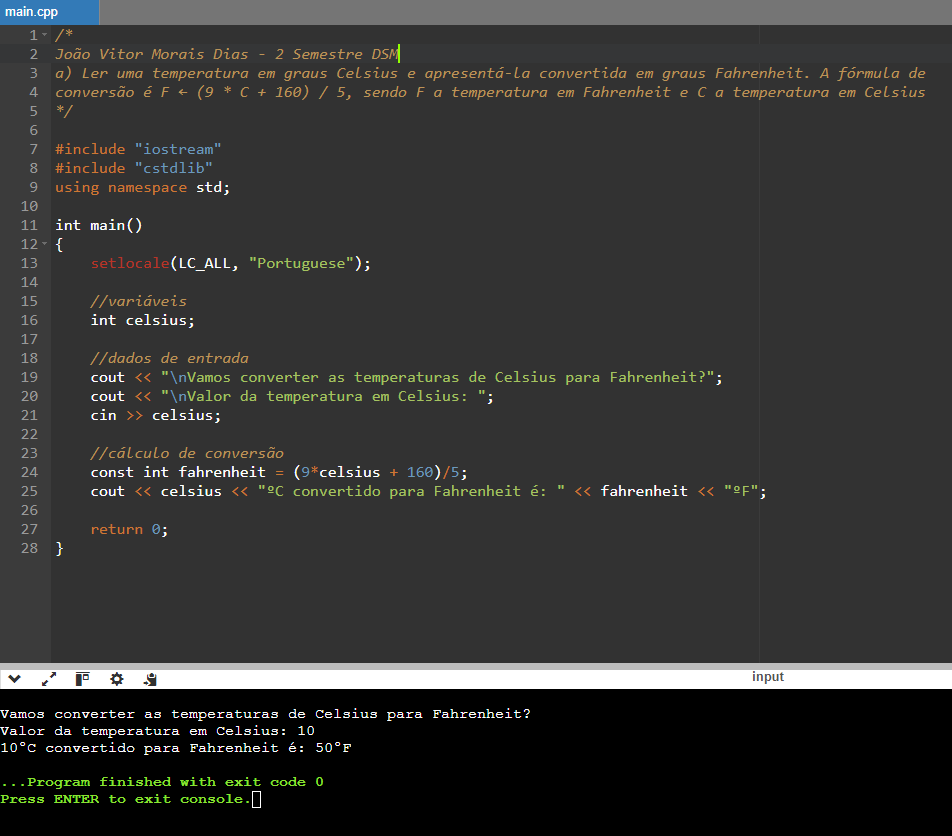 main.cpp
1 /*
2 João Vitor Morais Dias - 2 Semestre DSM
3 a) Ler uma temperatura em graus Celsius e apresentá-la convertida em graus Fahrenheit. A fórmula de
4 conversão é F ← (9 * C + 160) / 5, sendo F a temperatura em Fahrenheit e C a temperatura em Celsius
5 */
6
7 #include "iostream"
8 #include "cstdlib"
9 using namespace std;
10
11 int main()
12 {
13     setlocale(LC_ALL, "Portuguese");
14
15     //variáveis
16     int celsius;
17
18     //dados de entrada
19     cout << "\nVamos converter as temperaturas de Celsius para Fahrenheit?";
20     cout << "\nValor da temperatura em Celsius: ";
21     cin >> celsius;
22
23     //cálculo de conversão
24     const int fahrenheit = (9*celsius + 160)/5;
25     cout << celsius << "ºC convertido para Fahrenheit é: " << fahrenheit << "ºF";
26
27     return 0;
28 }
input
Vamos converter as temperaturas de Celsius para Fahrenheit?
Valor da temperatura em Celsius: 10
10ºC convertido para Fahrenheit é: 50ºF
...Program finished with exit code 0
Press ENTER to exit console.